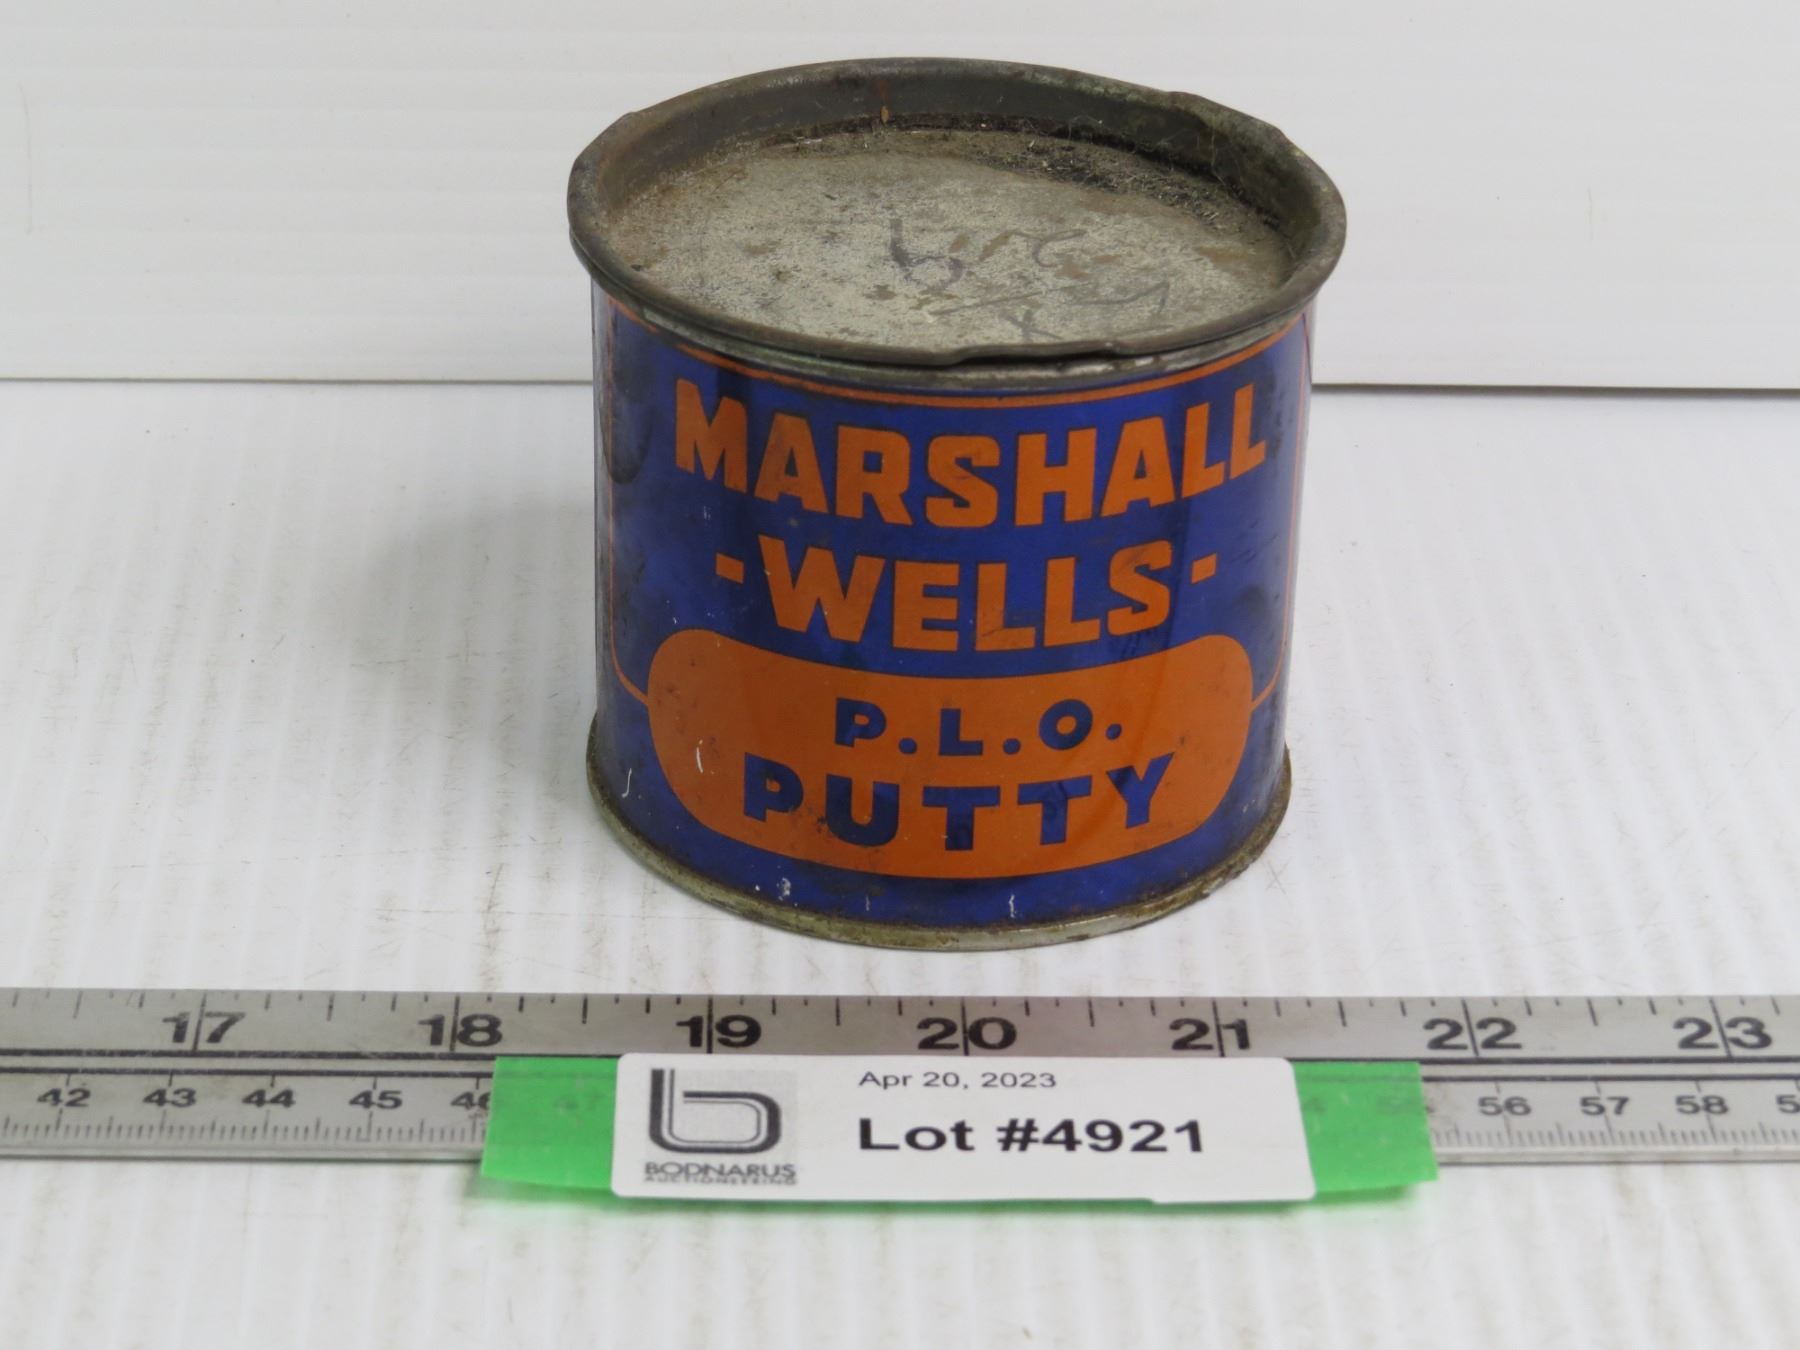 MARSHALL
-WELLS-
P.L.O.
PUTTY
17 18 19 20 21 22 23
42 43 44 45 56 57 58
Apr 20, 2023
Lot #4921
BODNARUS
AUCTIONEERING